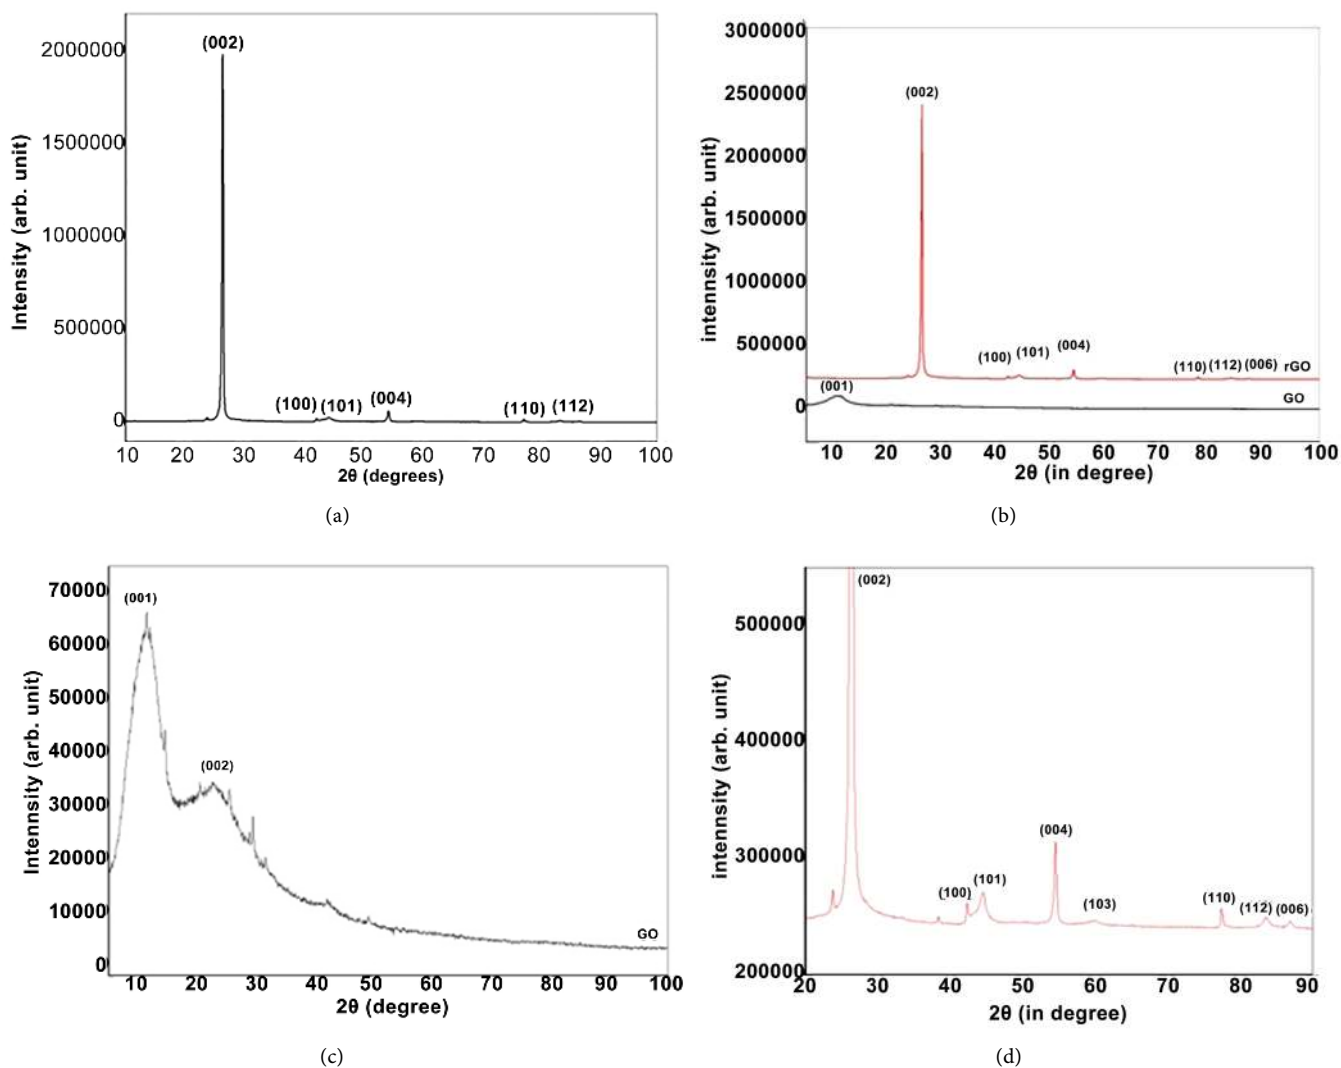 2000000
1500000
1000000
500000
0
Intensity (arb. unit)
(002)
(100) (101) (004) (110) (112)
10 20 30 40 50 60 70 80 90 100
2θ (degrees)
(a)
3000000
2500000
2000000
1500000
1000000
500000
0
intennsity (arb. unit)
(002)
(100) (101) (004) (110) (112) (006) rGO
(001) GO
10 20 30 40 50 60 70 80 90 100
2θ (in degree)
(b)
70000
60000
50000
40000
30000
20000
10000
0
Intennsity (arb. unit)
(001)
(002)
GO
10 20 30 40 50 60 70 80 90 100
2θ (degree)
(c)
500000
400000
300000
200000
intennsity (arb. unit)
(002)
(100) (101) (004) (103) (110) (112) (006)
20 30 40 50 60 70 80 90
2θ (in degree)
(d)